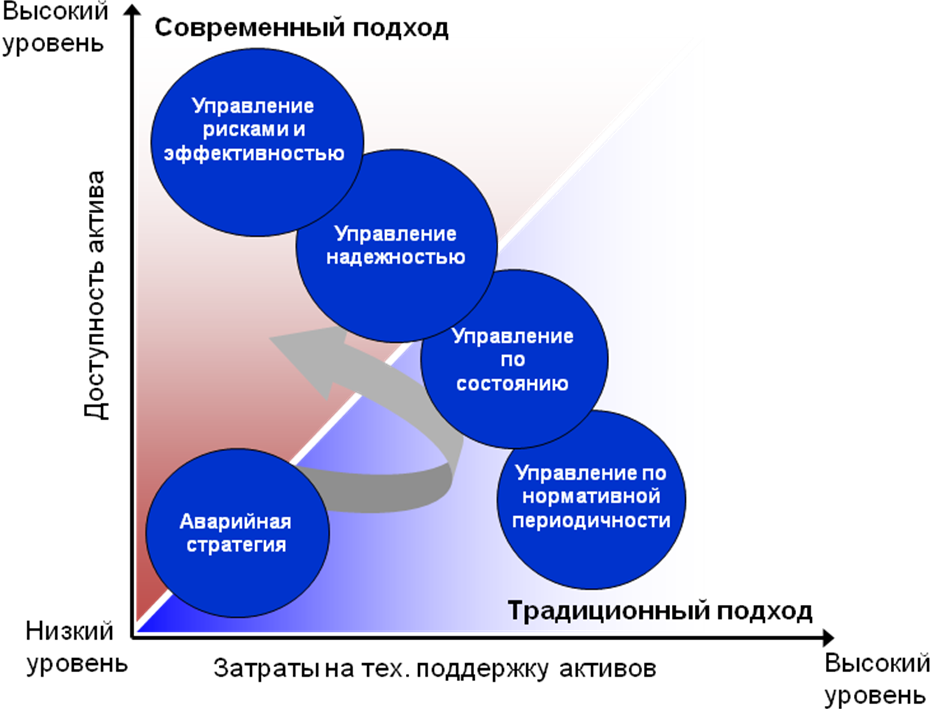 Высокий
уровень
Современный подход
Управление
рисками и
эффективностью
Управление
надежностью
Доступность актива
Управление
по
состоянию
Управление по
нормативной
периодичности
Аварийная
стратегия
Традиционный подход
Низкий
уровень
Затраты на тех. поддержку активов
Высокий
уровень